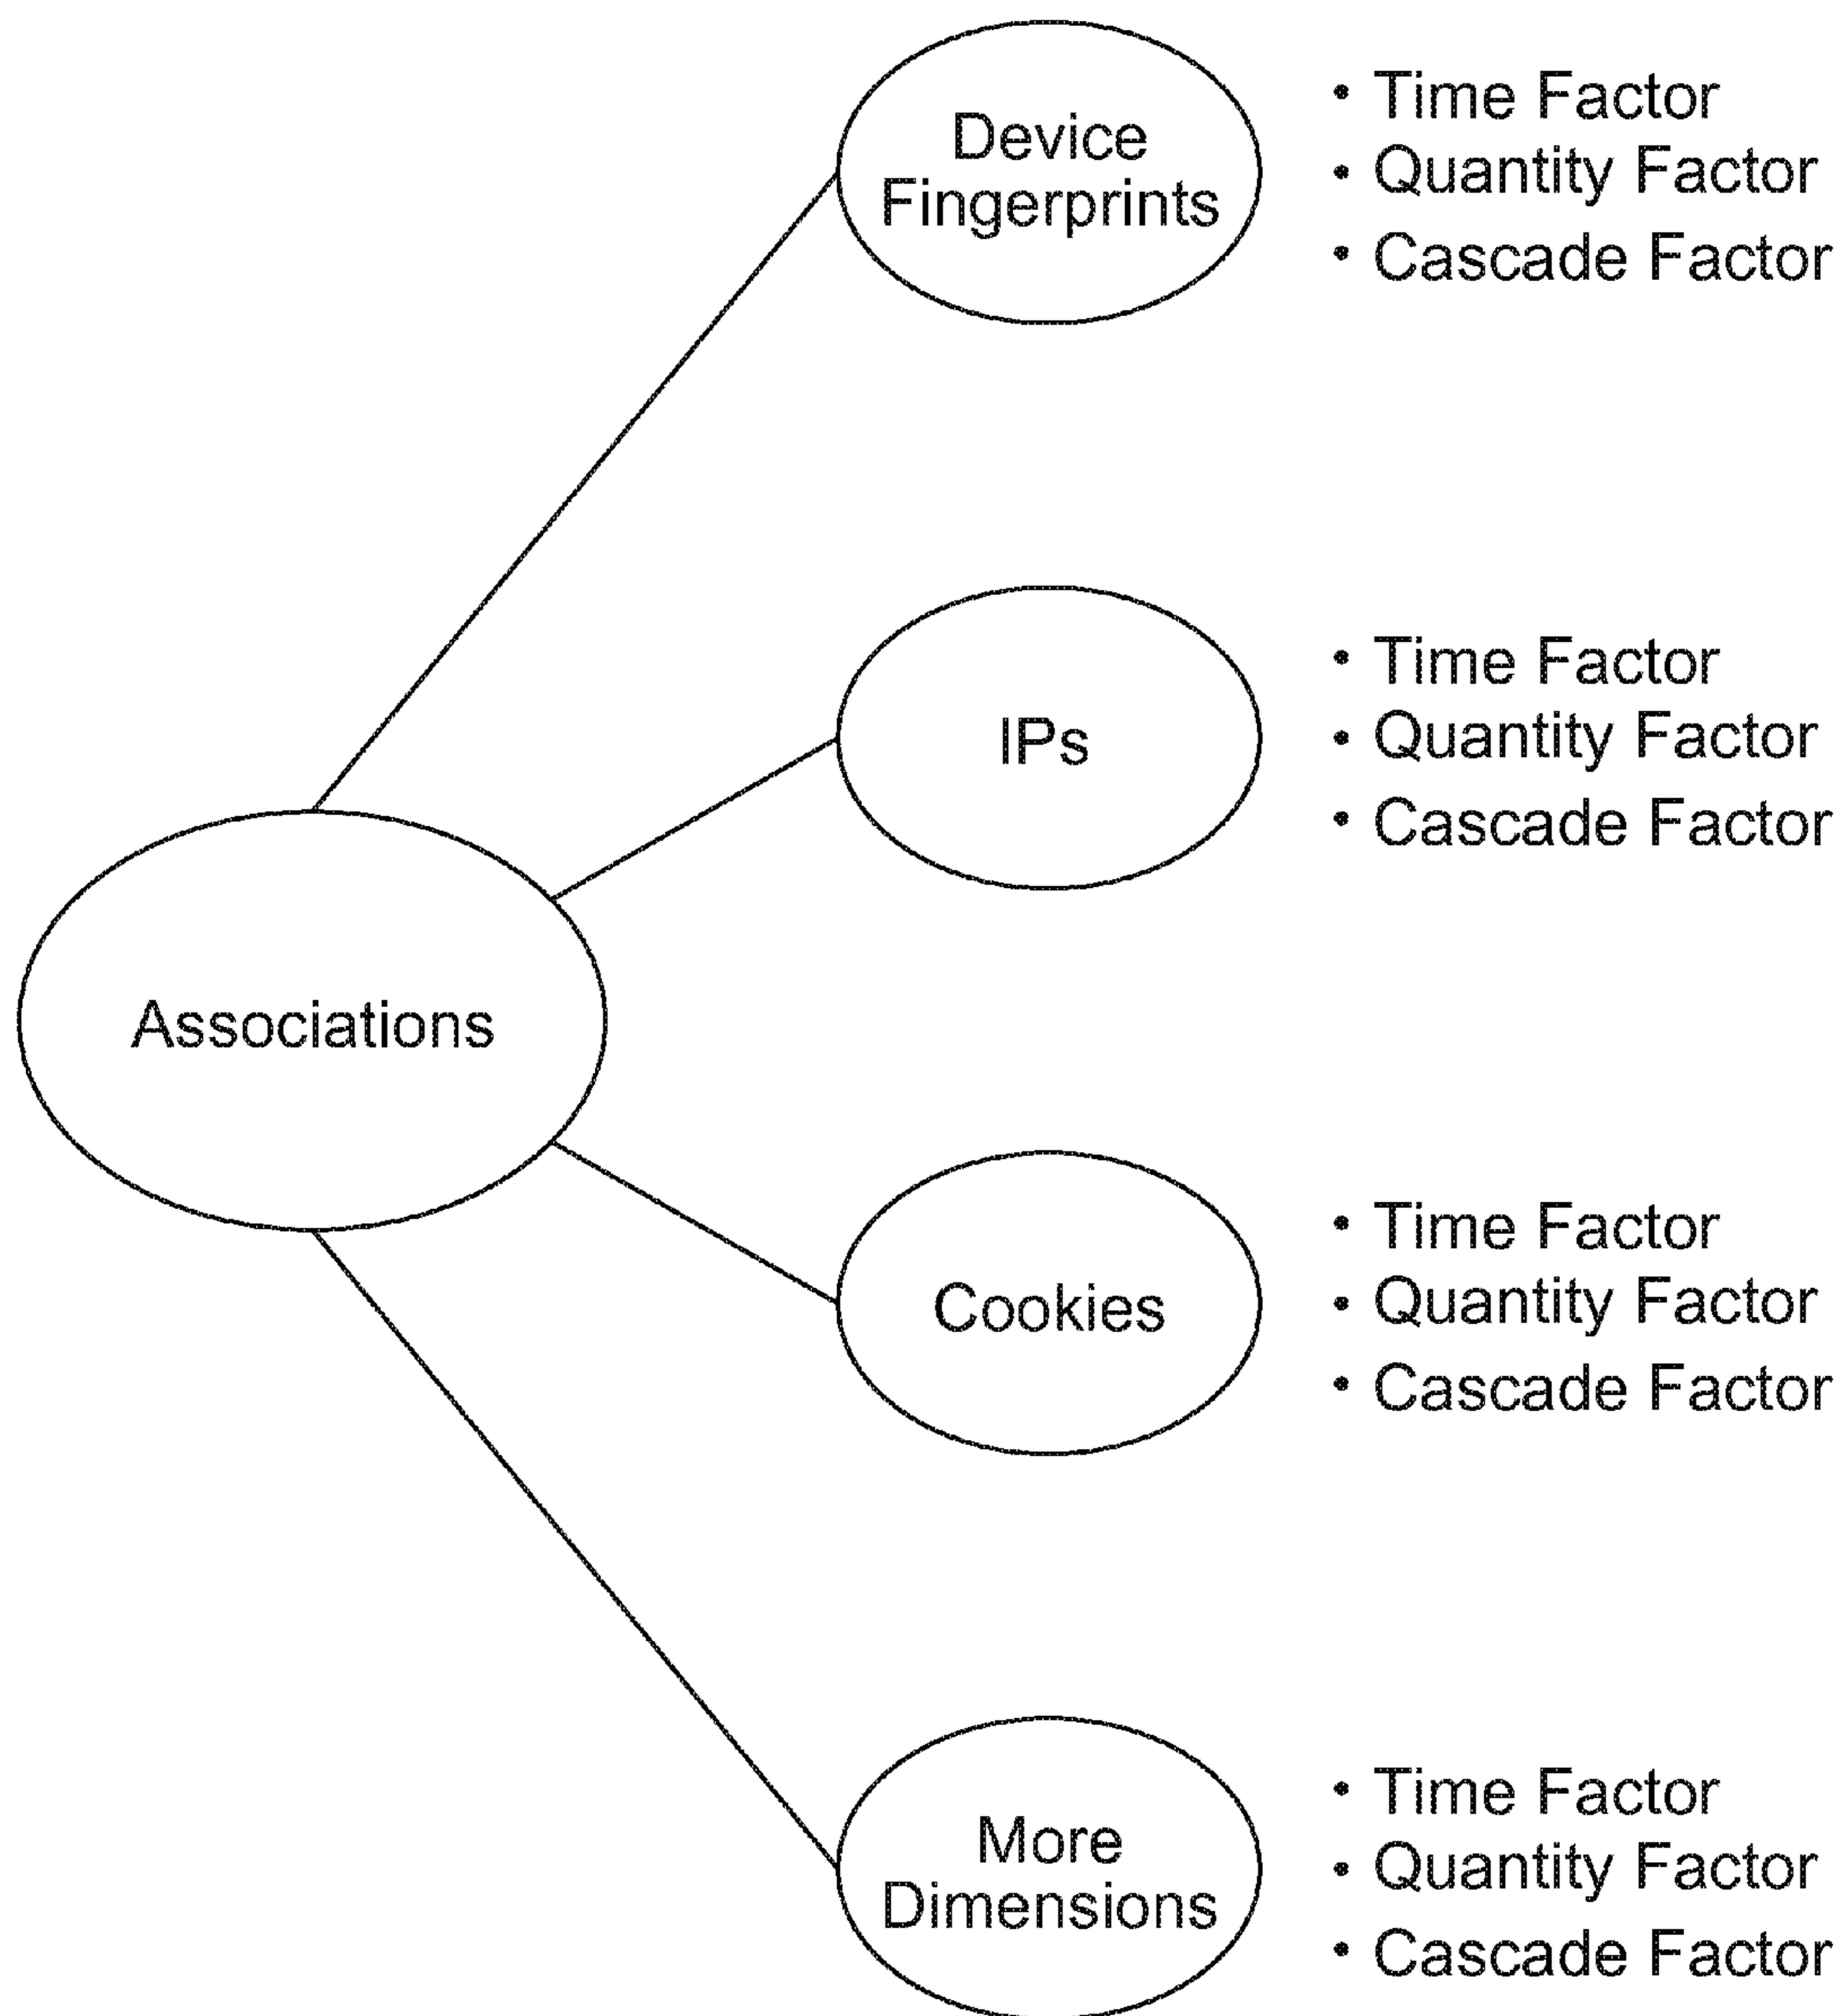 Device
Fingerprints
• Time Factor
• Quantity Factor
• Cascade Factor
IPs
• Time Factor
• Quantity Factor
• Cascade Factor
Associations
Cookies
• Time Factor
• Quantity Factor
• Cascade Factor
More
Dimensions
• Time Factor
• Quantity Factor
• Cascade Factor